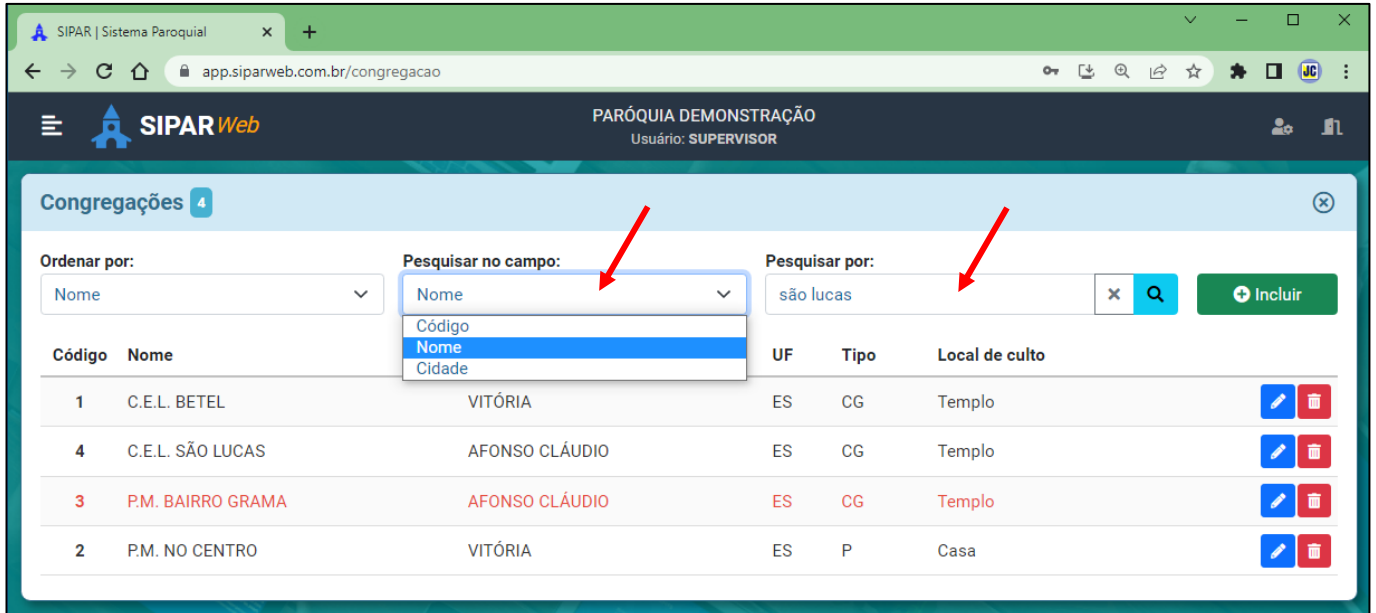 SIPAR | Sistema Paroquial
app.siparweb.com.br/congregacao
JC
SIPAR Web
PARÓQUIA DEMONSTRAÇÃO
Usuário: SUPERVISOR
Congregações 4
Ordenar por: Pesquisar no campo: Pesquisar por:
Nome Nome são lucas Incluir
Código
Nome
Cidade
Código Nome UF Tipo Local de culto
1 C.E.L. BETEL VITÓRIA ES CG Templo
4 C.E.L. SÃO LUCAS AFONSO CLÁUDIO ES CG Templo
3 P.M. BAIRRO GRAMA AFONSO CLÁUDIO ES CG Templo
2 P.M. NO CENTRO VITÓRIA ES P Casa